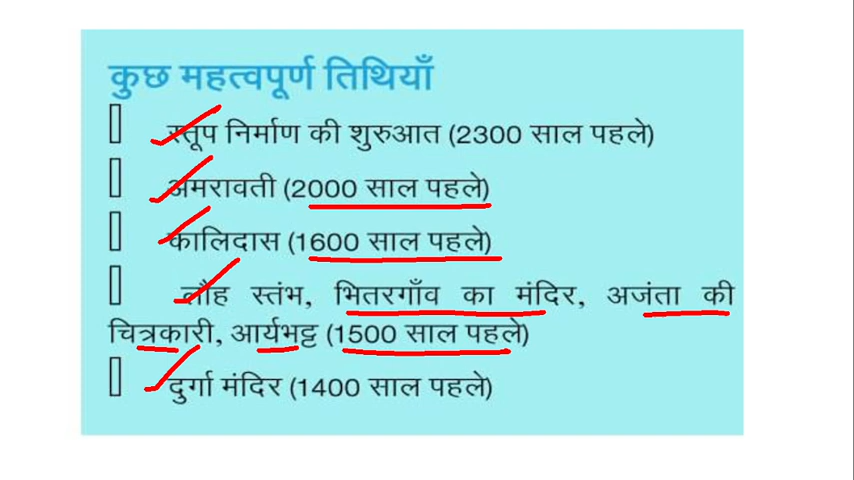 कुछ महत्वपूर्ण तिथियाँ
स्तूप निर्माण की शुरुआत (2300 साल पहले)
अमरावती (2000 साल पहले)
कालिदास (1600 साल पहले)
लौह स्तंभ, भितरगाँव का मंदिर, अजंता की
चित्रकारी, आर्यभट्ट (1500 साल पहले)
दुर्गा मंदिर (1400 साल पहले)